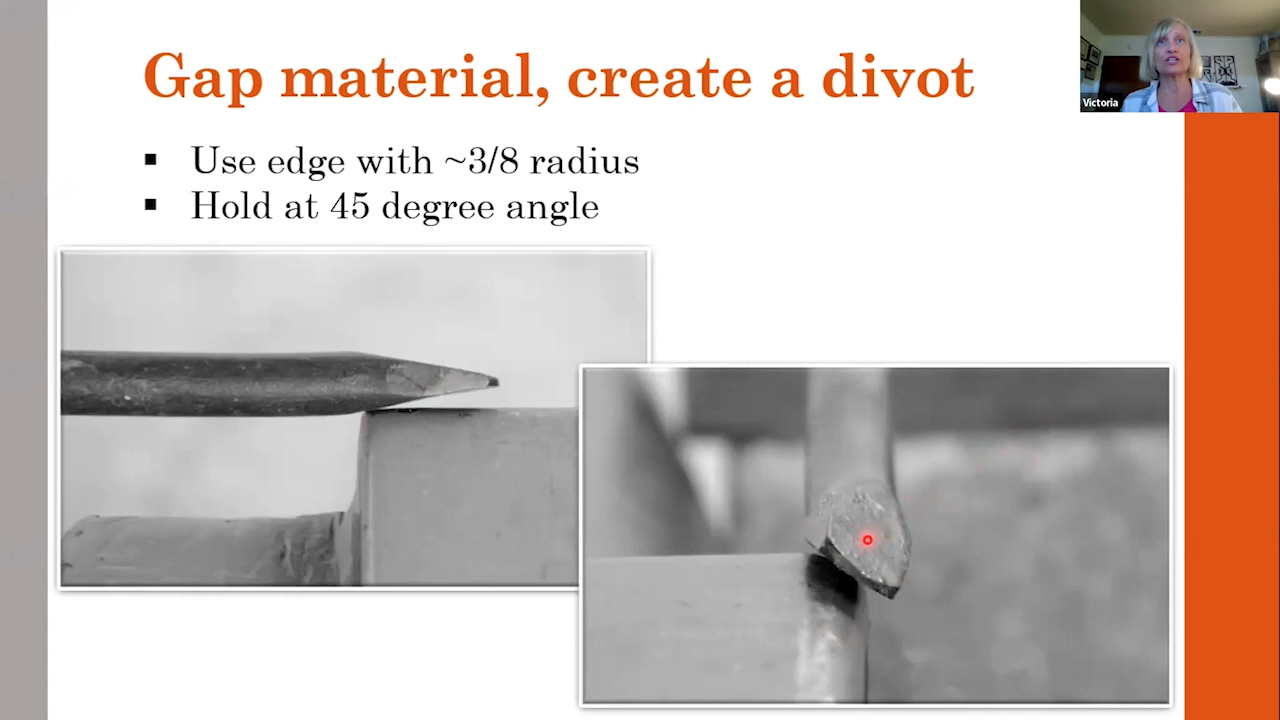 Gap material, create a divot
▪ Use edge with ~3/8 radius
▪ Hold at 45 degree angle
Victoria